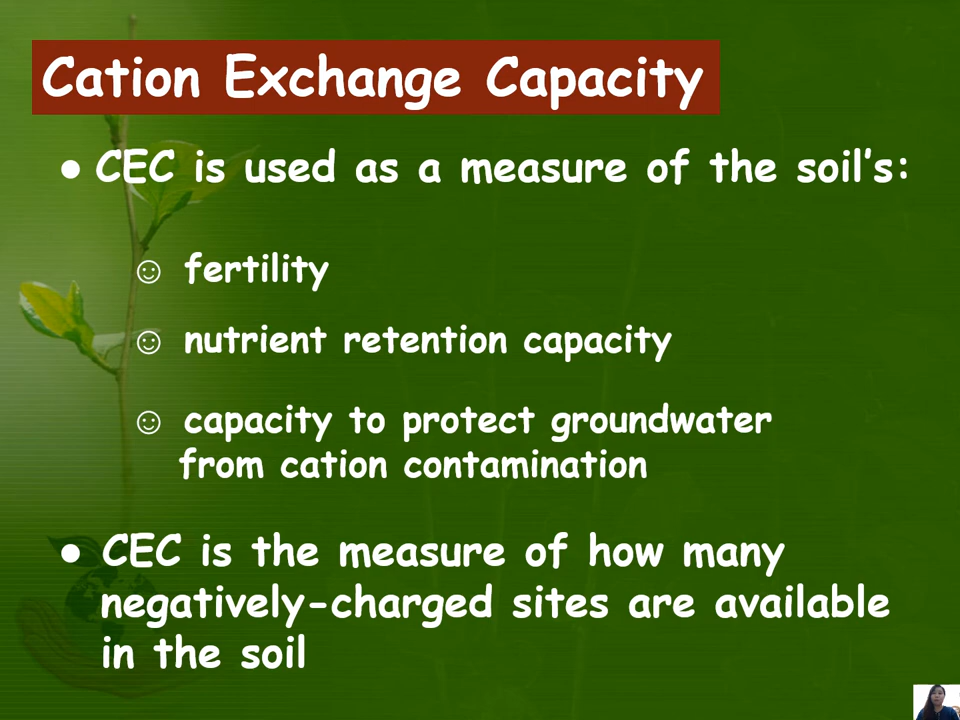 Cation Exchange Capacity
● CEC is used as a measure of the soil's:
☺ fertility
☺ nutrient retention capacity
☺ capacity to protect groundwater
from cation contamination
● CEC is the measure of how many
negatively-charged sites are available
in the soil